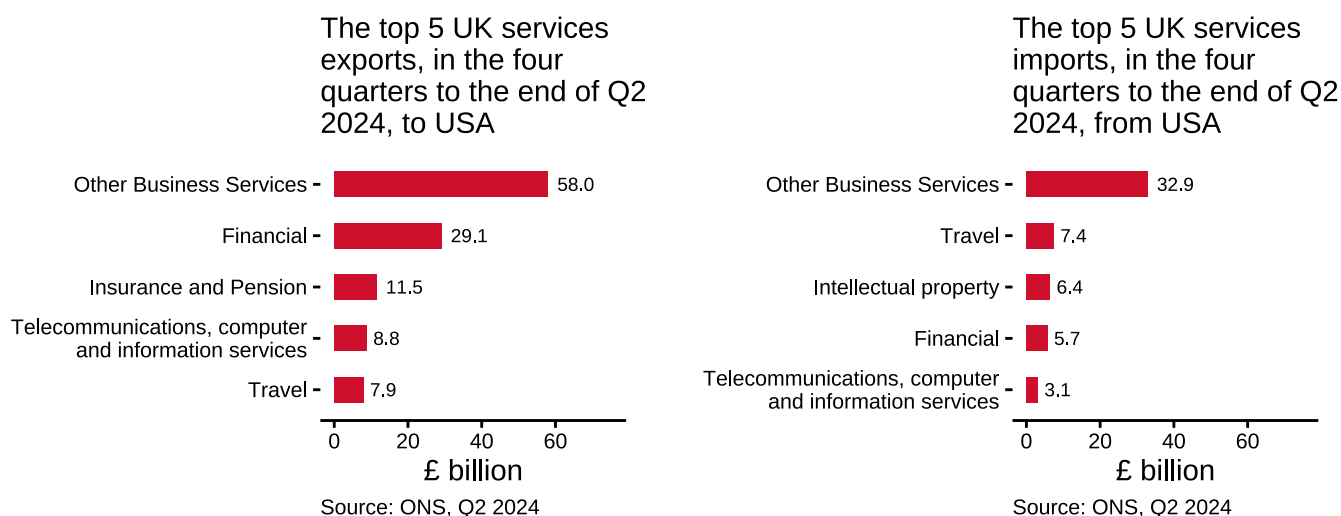 The top 5 UK services
exports, in the four
quarters to the end of Q2
2024, to USA
Other Business Services
58.0
Financial
29.1
Insurance and Pension
11.5
Telecommunications, computer
and information services
8.8
Travel
7.9
0 20 40 60
£ billion
Source: ONS, Q2 2024
The top 5 UK services
imports, in the four
quarters to the end of Q2
2024, from USA
Other Business Services
32.9
Travel
7.4
Intellectual property
6.4
Financial
5.7
Telecommunications, computer
and information services
3.1
0 20 40 60
£ billion
Source: ONS, Q2 2024